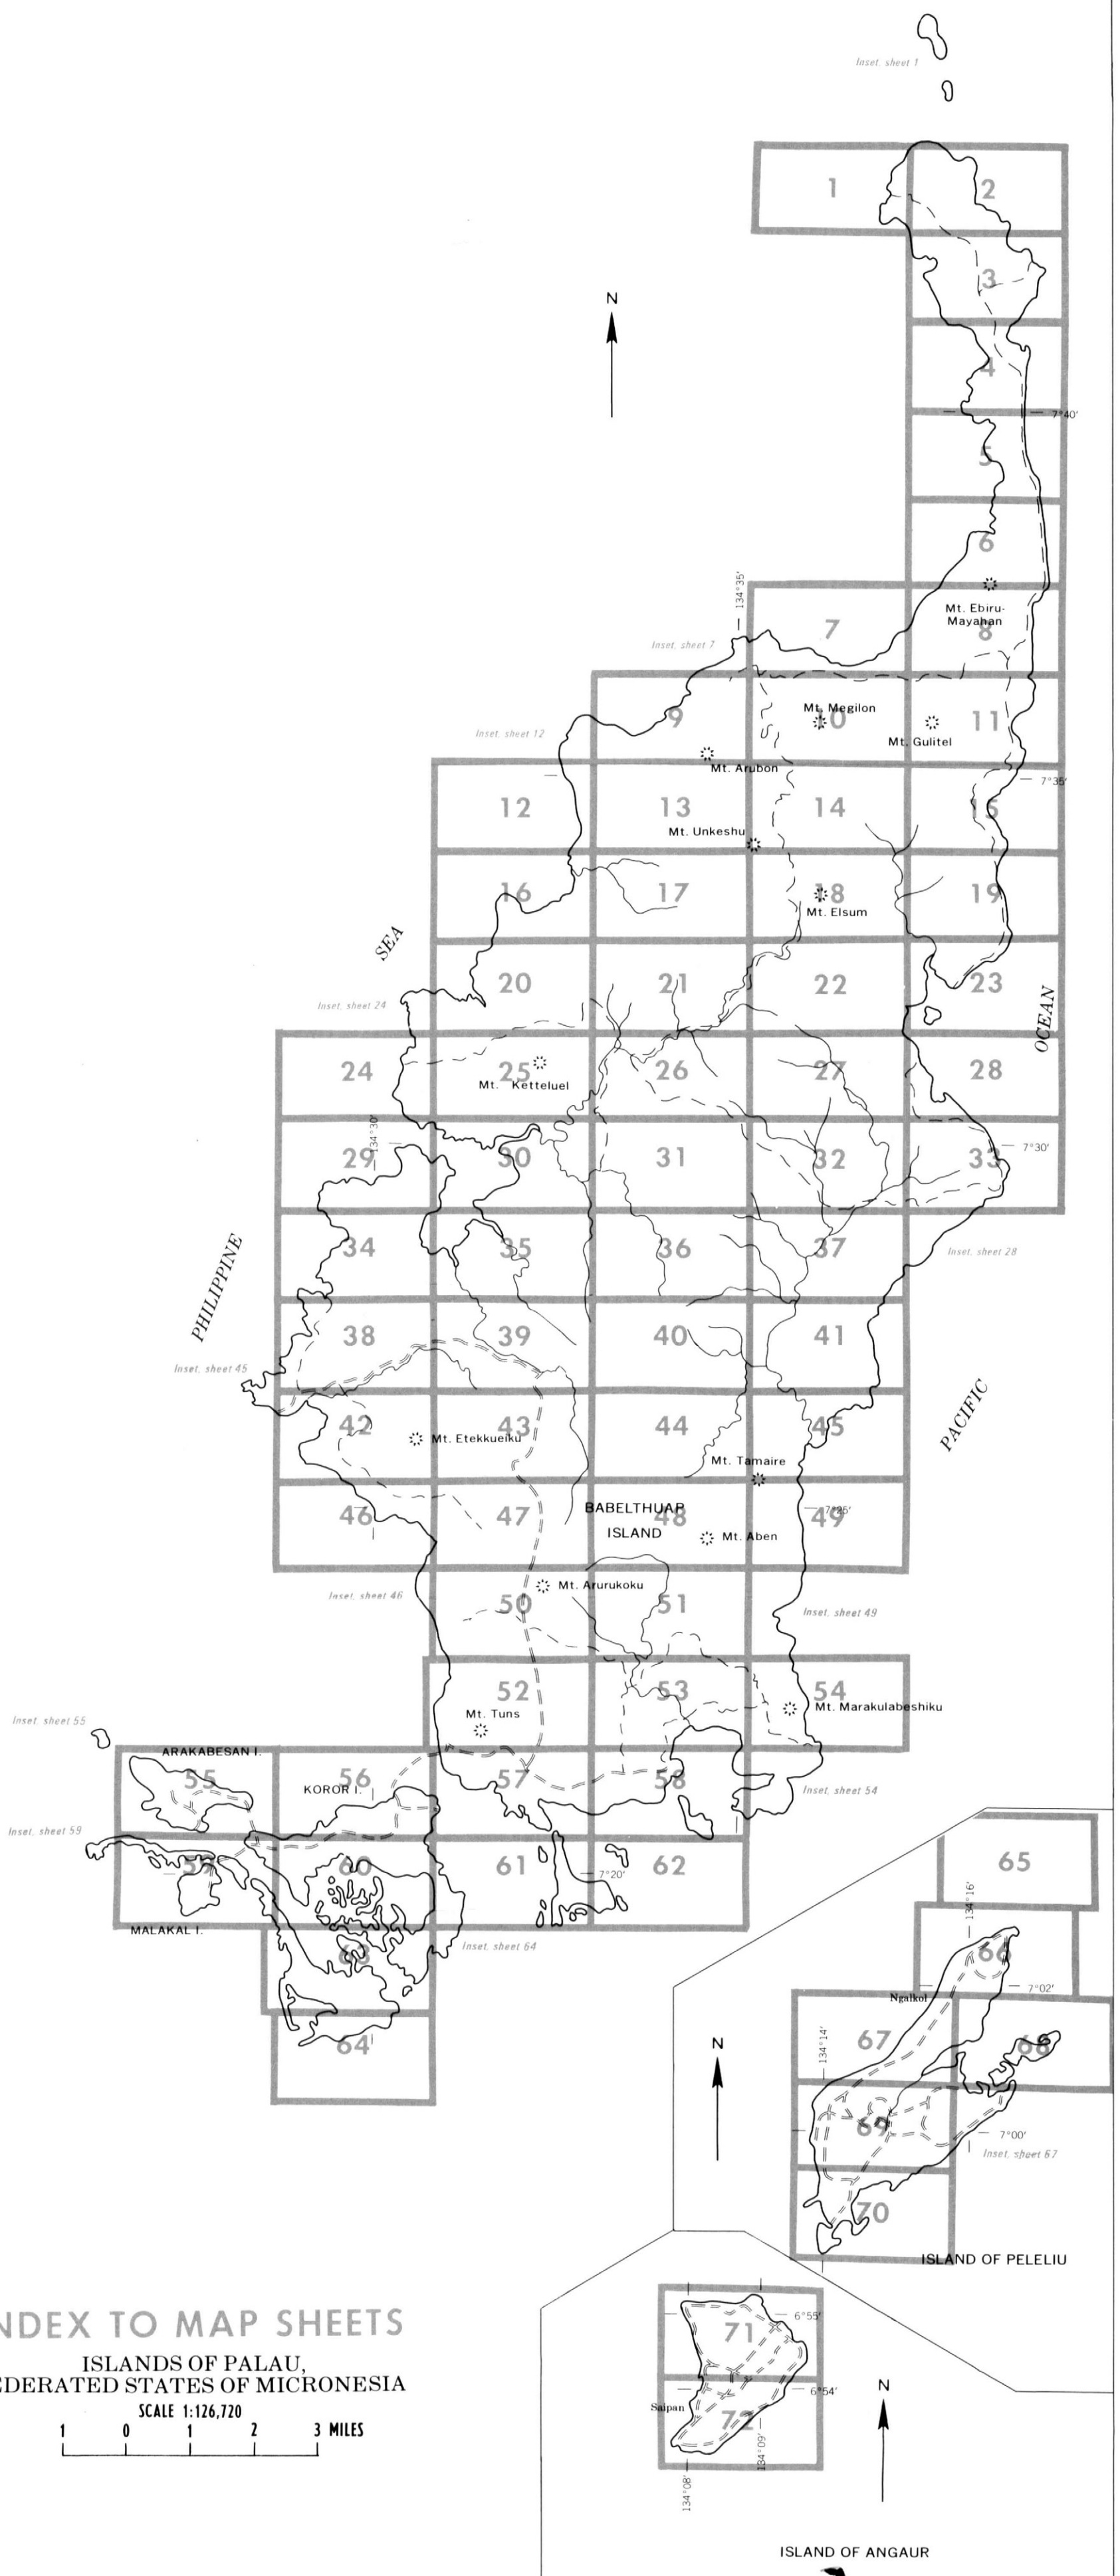 Inset, sheet 1
1
2
3
N
4
7°40'
5
6
134°35'
Mt. Ebiru-
Mayahan
7
8
Inset, sheet 7
9
Mt. Megilon
10
11
Mt. Gulitel
Inset, sheet 12
Mt. Arubon
7°35'
12
13
14
15
Mt. Unkeshu
16
17
18
19
Mt. Elsum
SEA
20
21
22
23
Inset, sheet 24
OCEAN
24
25
26
27
28
Mt. Ketteluel
134°30'
7°30'
29
30
31
32
33
PHILIPPINE
34
35
36
37
Inset, sheet 28
38
39
40
41
Inset, sheet 45
PACIFIC
42
43
44
45
Mt. Etekkueiku
Mt. Tamaire
46
47
BABELTHUAP
ISLAND
48
49
7°25'
Mt. Aben
Inset, sheet 46
Mt. Arurukoku
50
51
Inset, sheet 49
52
53
54
Mt. Tuns
Mt. Marakulabeshiku
Inset, sheet 55
ARAKABESAN I.
55
56
KOROR I.
57
58
Inset, sheet 54
Inset, sheet 59
59
60
61
7°20'
62
MALAKAL I.
63
Inset, sheet 64
64
65
134°16'
66
7°02'
Ngalkol
N
134°14'
67
68
69
7°00'
Inset, sheet 67
70
ISLAND OF PELELIU
71
6°55'
6°54'
Saipan
72
134°09'
134°08'
N
ISLAND OF ANGAUR
NDEX TO MAP SHEETS
ISLANDS OF PALAU,
EDERATED STATES OF MICRONESIA
SCALE 1:126,720
1 0 1 2 3 MILES